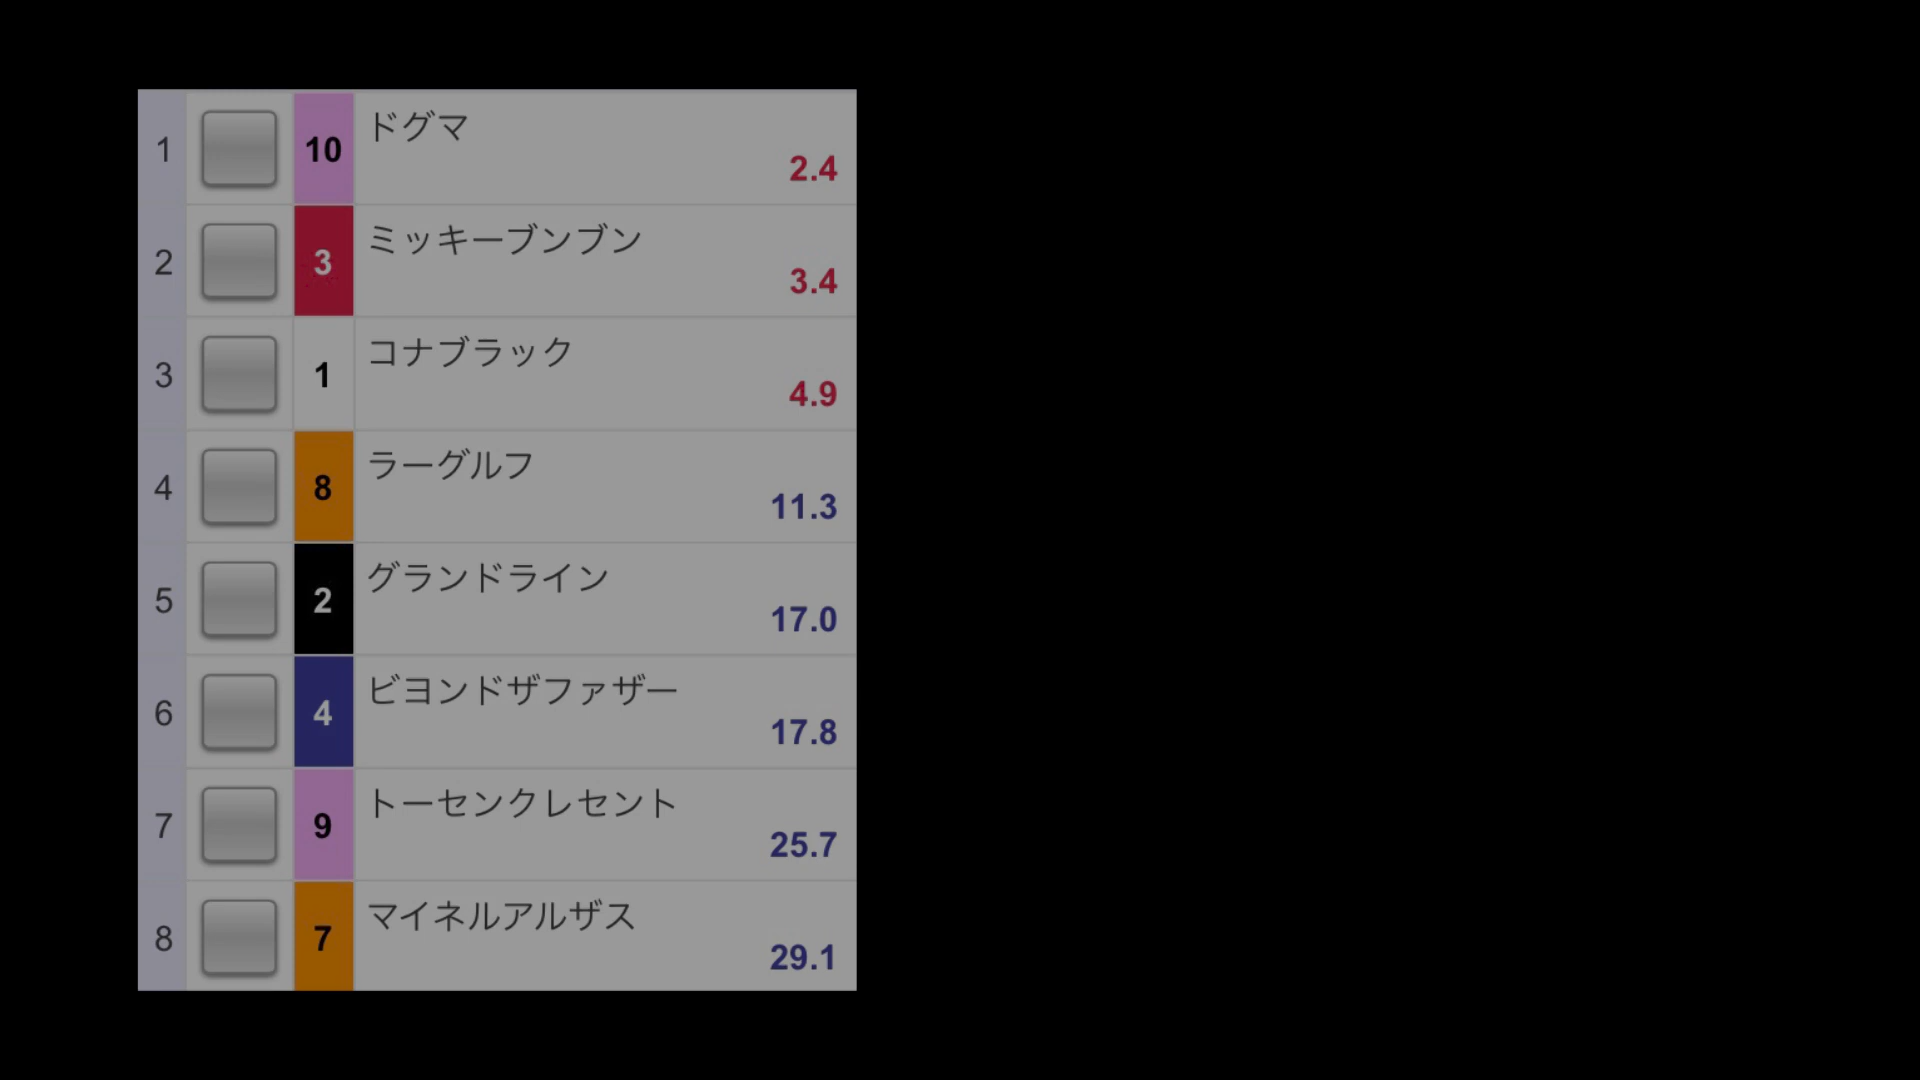 1 10 ドグマ 2.4
2 3 ミッキーブンブン 3.4
3 1 コナブラック 4.9
4 8 ラーグルフ 11.3
5 2 グランドライン 17.0
6 4 ビヨンドザファザー 17.8
7 9 トーセンクレセント 25.7
8 7 マイネルアルザス 29.1